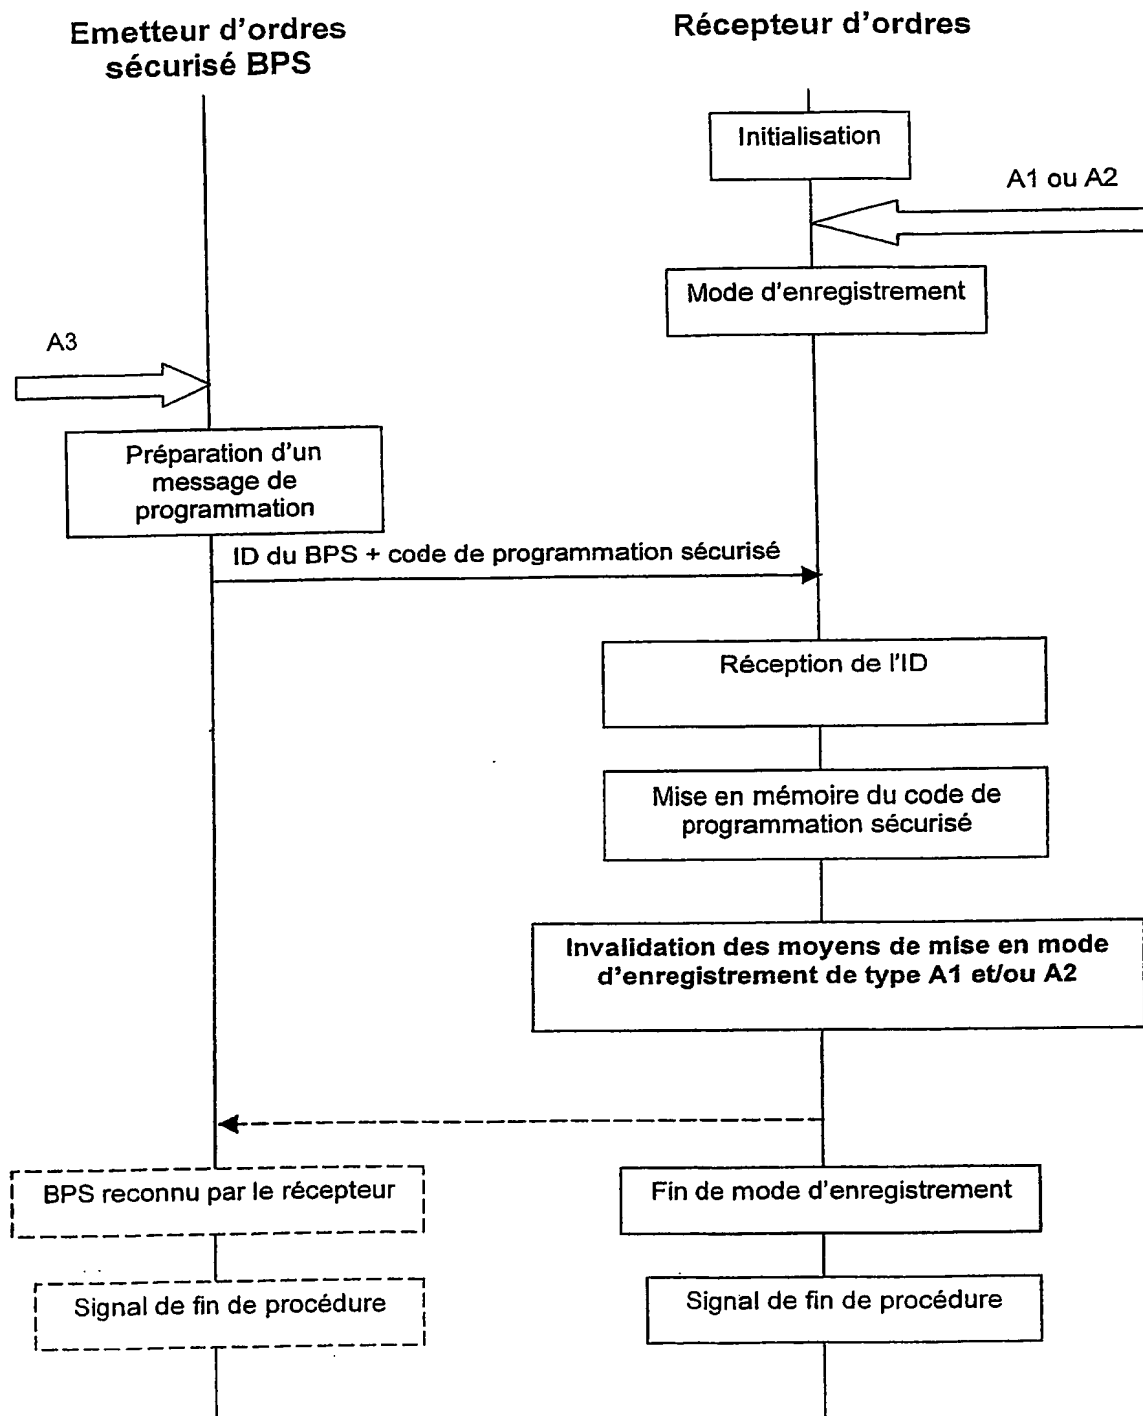 Emetteur d'ordres
sécurisé BPS
Récepteur d'ordres
Initialisation
A1 ou A2
Mode d'enregistrement
A3
Préparation d'un
message de
programmation
ID du BPS + code de programmation sécurisé
Réception de l'ID
Mise en mémoire du code de
programmation sécurisé
Invalidation des moyens de mise en mode
d'enregistrement de type A1 et/ou A2
BPS reconnu par le récepteur
Fin de mode d'enregistrement
Signal de fin de procédure
Signal de fin de procédure